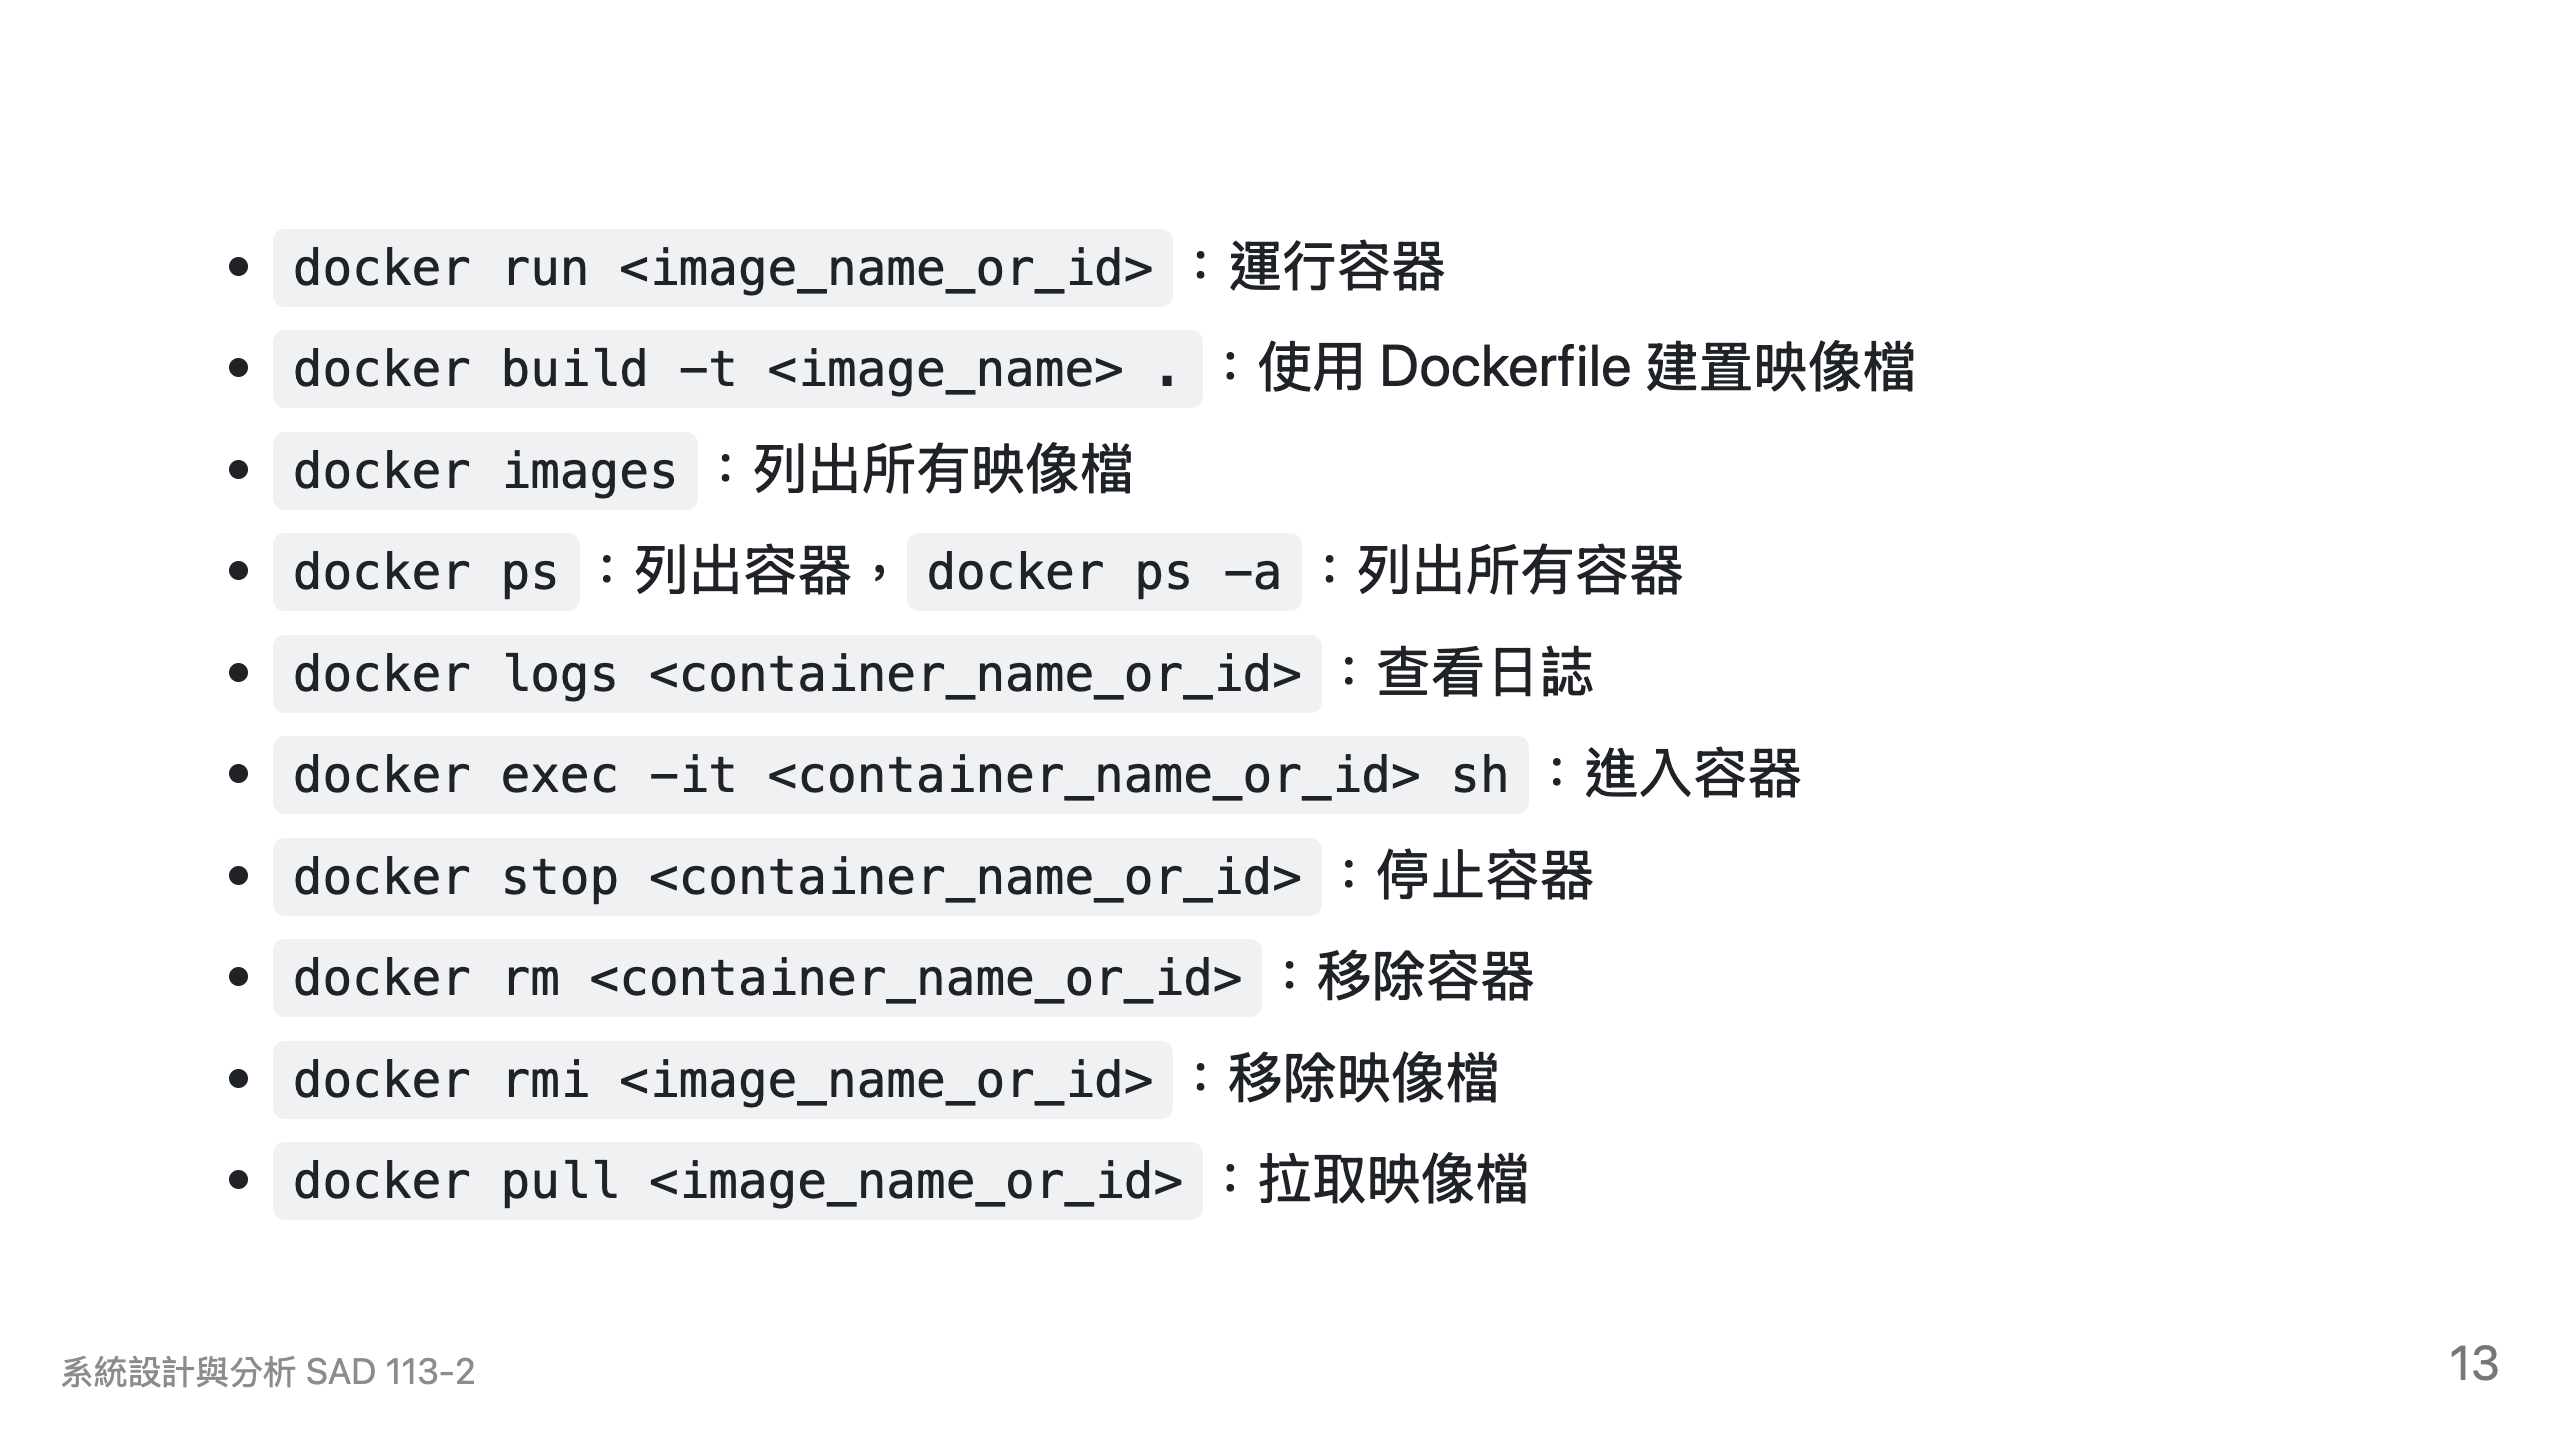 • docker run <image_name_or_id> ：運行容器
• docker build -t <image_name> . ：使用 Dockerfile 建置映像檔
• docker images ：列出所有映像檔
• docker ps ：列出容器，docker ps -a ：列出所有容器
• docker logs <container_name_or_id> ：查看日誌
• docker exec -it <container_name_or_id> sh ：進入容器
• docker stop <container_name_or_id> ：停止容器
• docker rm <container_name_or_id> ：移除容器
• docker rmi <image_name_or_id> ：移除映像檔
• docker pull <image_name_or_id> ：拉取映像檔
系統設計與分析 SAD 113-2
13